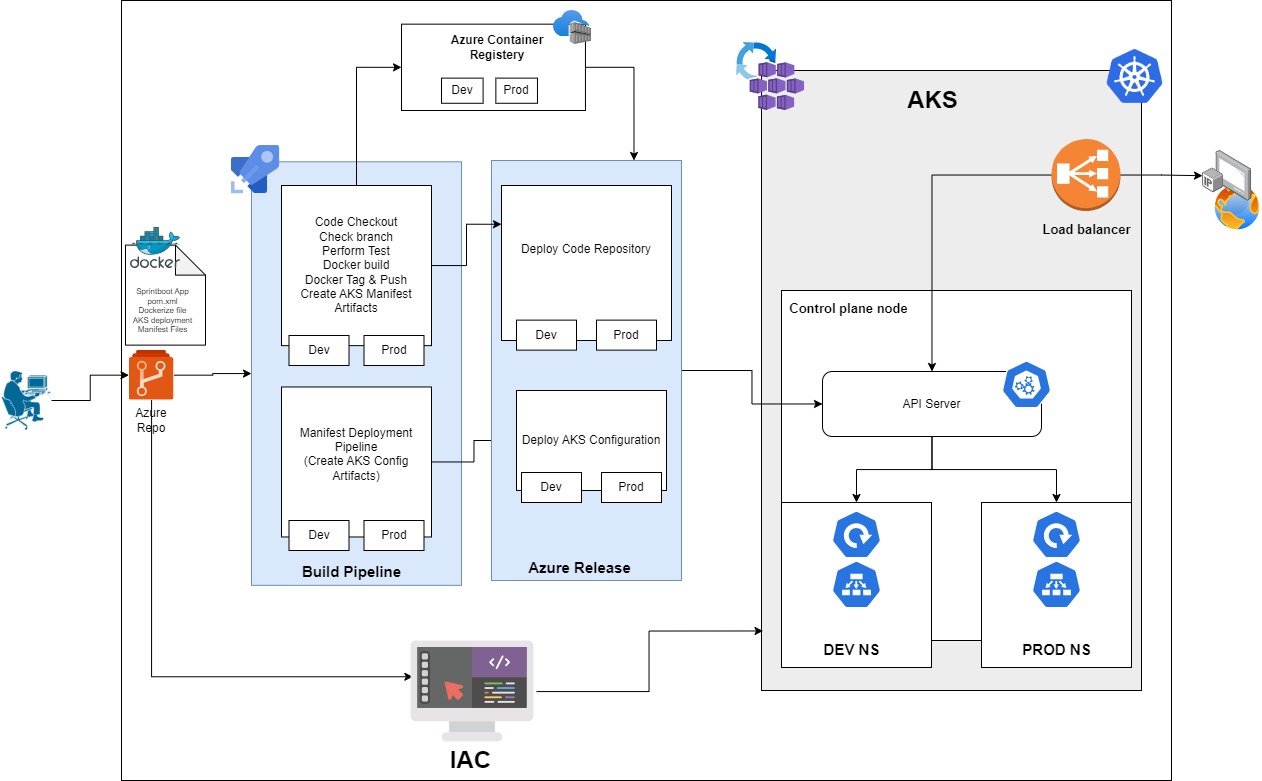 Azure Container
Registery
Dev
Prod
AKS
Load balancer
IP
docker
Sprintboot App
pom.xml
Dockerize file
AKS deployment
Manifest Files
Azure
Repo
Code Checkout
Check branch
Perform Test
Docker build
Docker Tag & Push
Create AKS Manifest
Artifacts
Dev
Prod
Manifest Deployment
Pipeline
(Create AKS Config
Artifacts)
Dev
Prod
Build Pipeline
Deploy Code Repository
Dev
Prod
Deploy AKS Configuration
Dev
Prod
Azure Release
Control plane node
API Server
DEV NS
PROD NS
</>
IAC